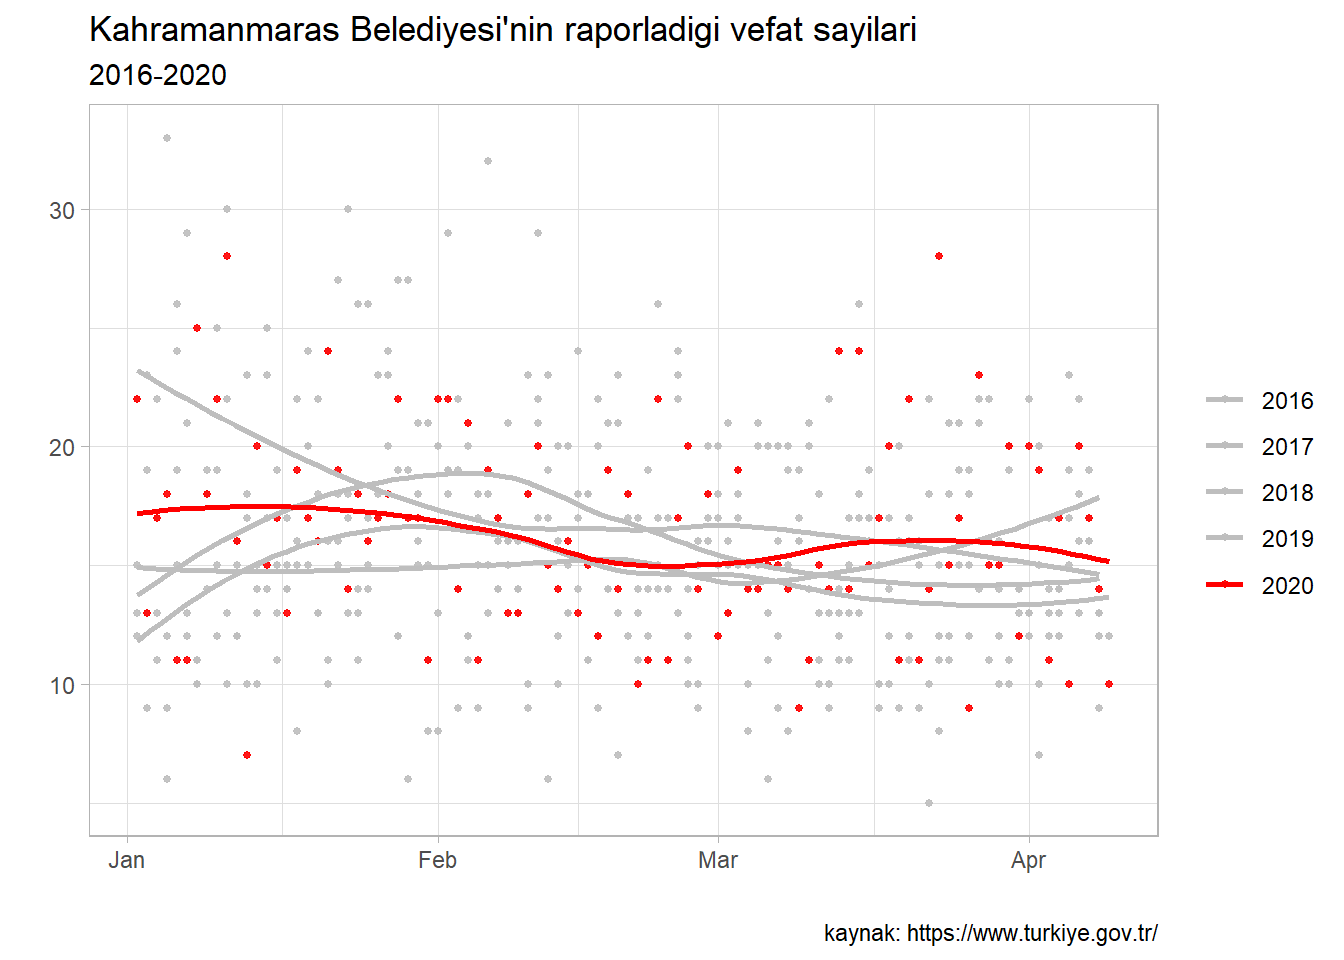 Kahramanmaras Belediyesi'nin raporladigi vefat sayilari
2016-2020
30
20
10
Jan
Feb
Mar
Apr
2016
2017
2018
2019
2020
kaynak: https://www.turkiye.gov.tr/